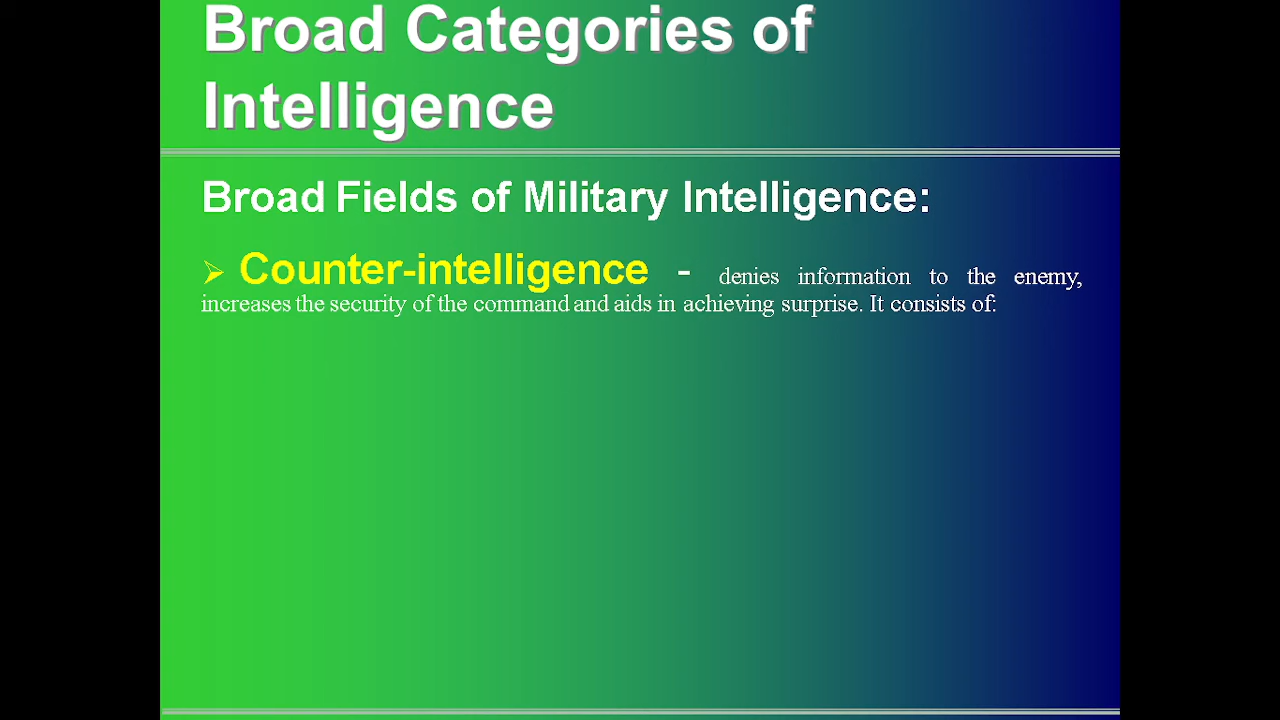 Broad Categories of
Intelligence
Broad Fields of Military Intelligence:
➢ Counter-intelligence - denies information to the enemy,
increases the security of the command and aids in achieving surprise. It consists of: